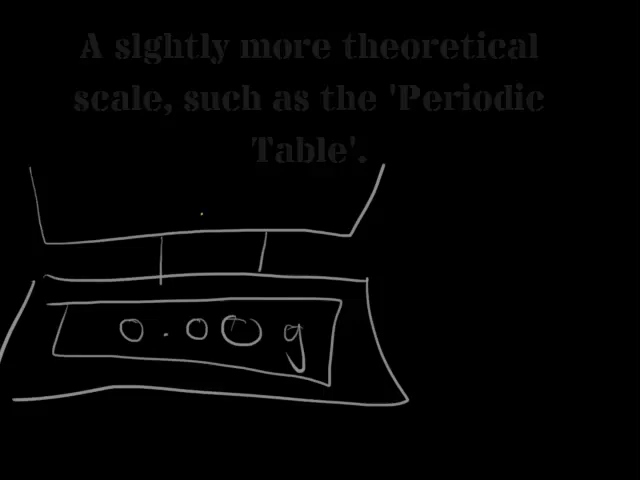 A slghtly more theoretical
scale, such as the 'Periodic
Table'.
0.00g